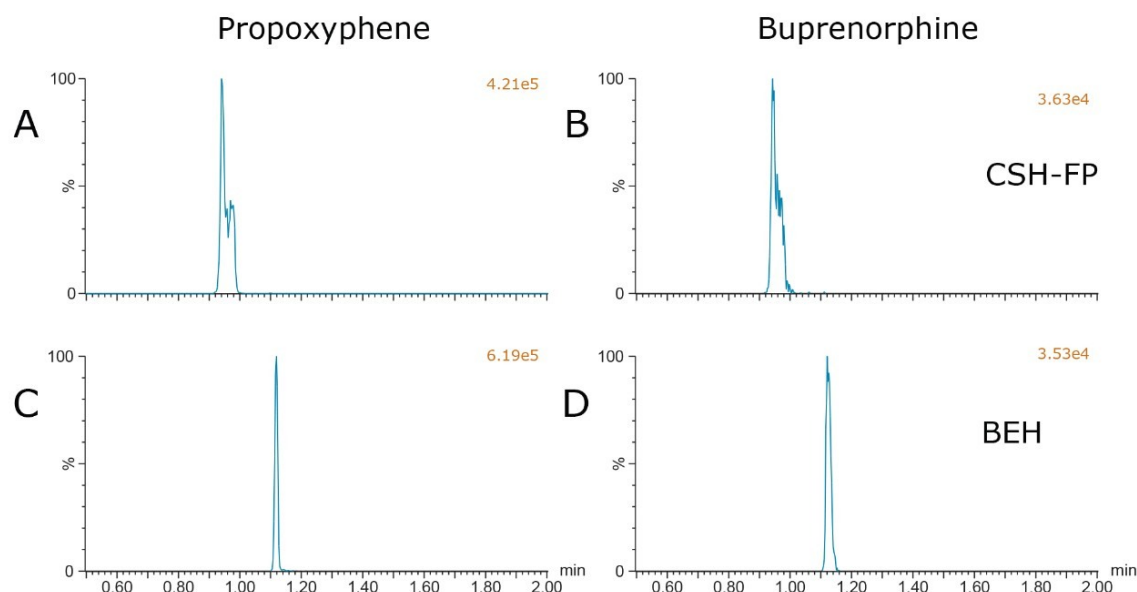 Propoxyphene Buprenorphine
100 4.21e5
A
%
0
100 3.63e4
B
CSH-FP
%
0
100 6.19e5
C
%
0
0.60 0.80 1.00 1.20 1.40 1.60 1.80 2.00 min
100 3.53e4
D
BEH
%
0
0.60 0.80 1.00 1.20 1.40 1.60 1.80 2.00 min